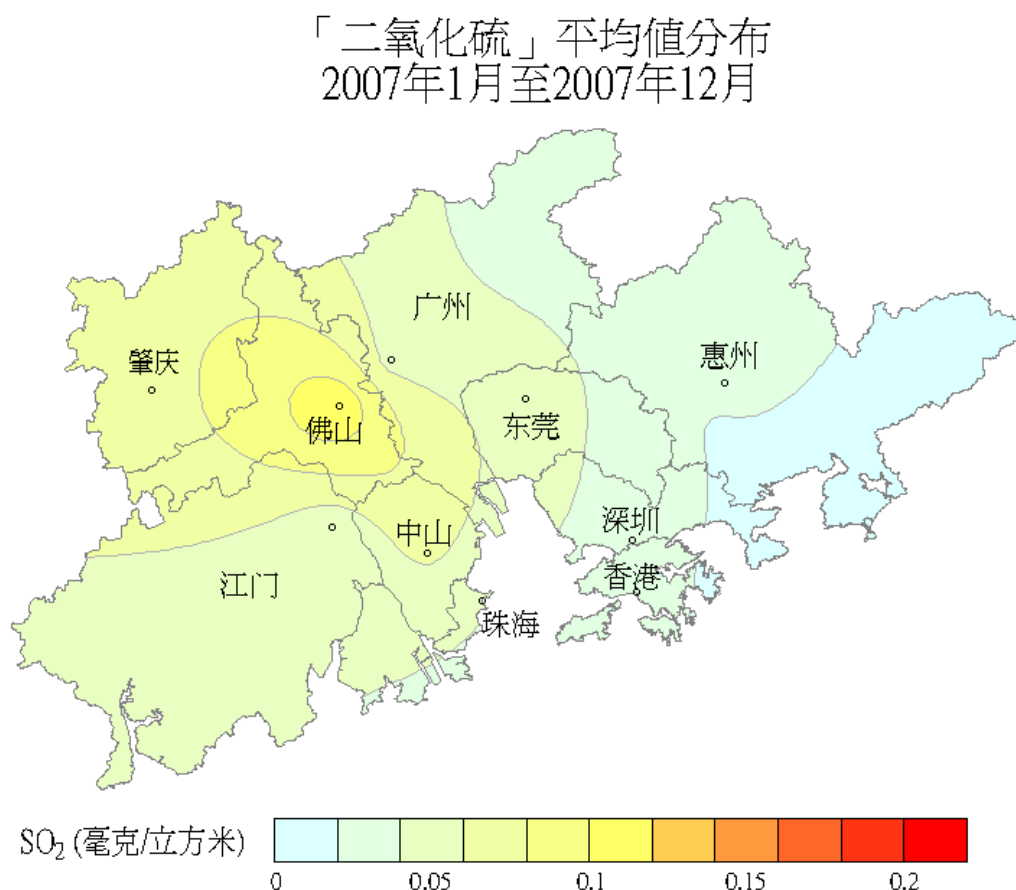 「二氧化硫」平均值分布
2007年1月至2007年12月
广州
肇庆
惠州
佛山
东莞
中山
深圳
江门
香港
珠海
SO₂ (毫克/立方米)
0 0.05 0.1 0.15 0.2